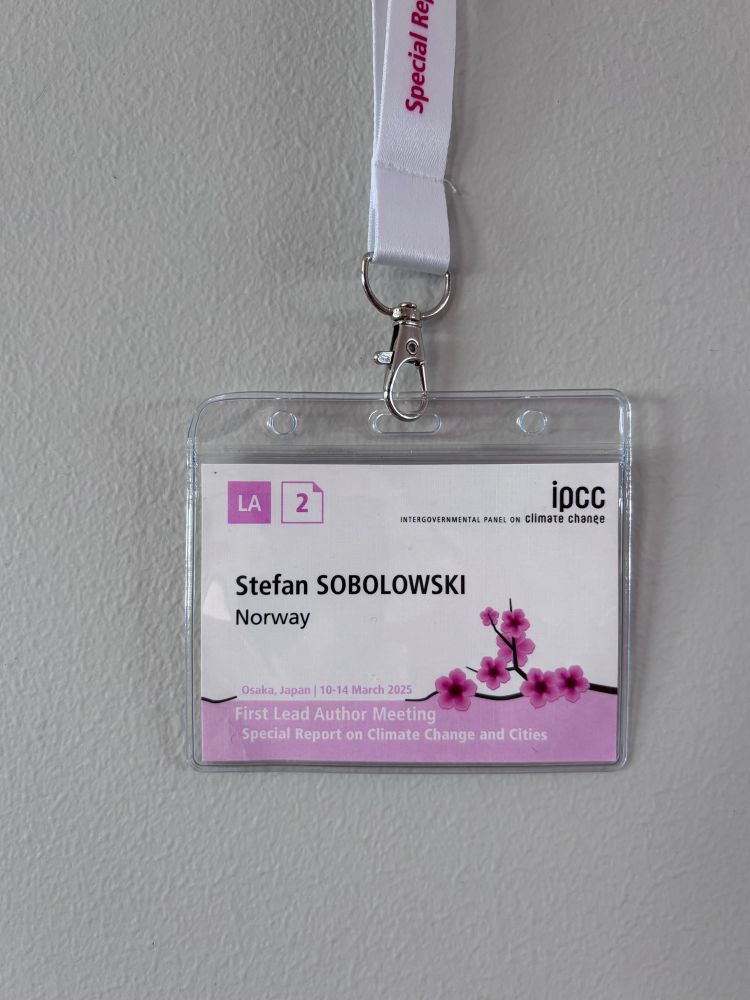 Special
LA 2
ipcc
INTERGOVERNMENTAL PANEL ON climate change
Stefan SOBOLOWSKI
Norway
Osaka, Japan | 10-14 March 2025
First Lead Author Meeting
Special Report on Climate Change and Cities